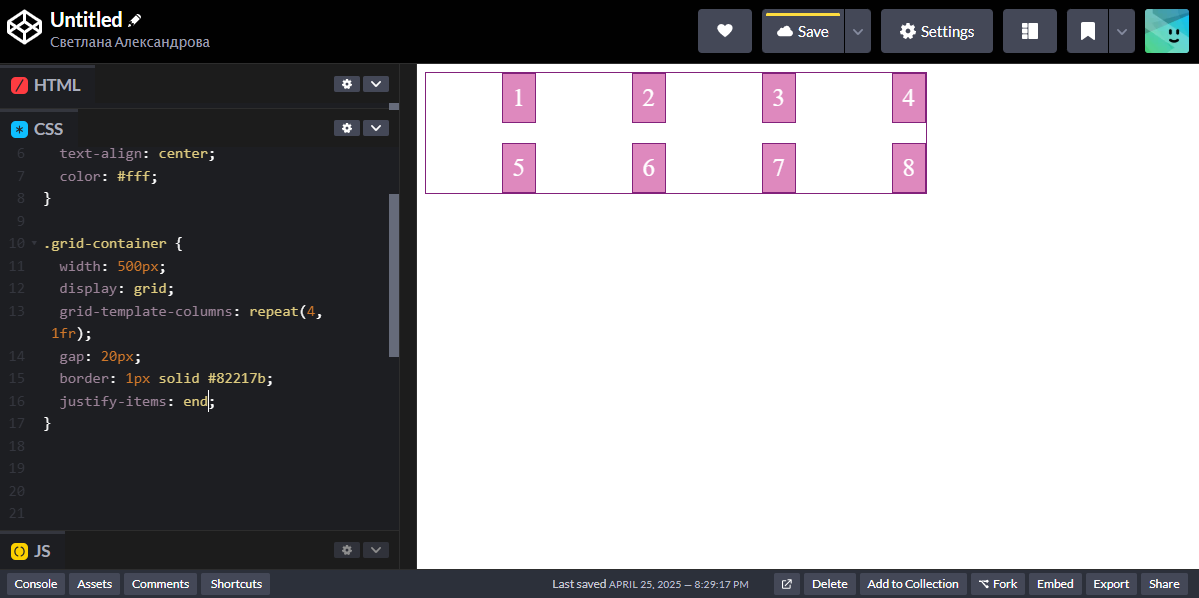 Untitled
Светлана Александрова
Save
Settings
HTML
CSS
6 text-align: center;
7 color: #fff;
8 }
9
10 .grid-container {
11 width: 500px;
12 display: grid;
13 grid-template-columns: repeat(4,
1fr);
14 gap: 20px;
15 border: 1px solid #82217b;
16 justify-items: end;
17 }
18
19
20
21
JS
1 2 3 4
5 6 7 8
Console Assets Comments Shortcuts Last saved APRIL 25, 2025 — 8:29:17 PM Delete Add to Collection Fork Embed Export Share